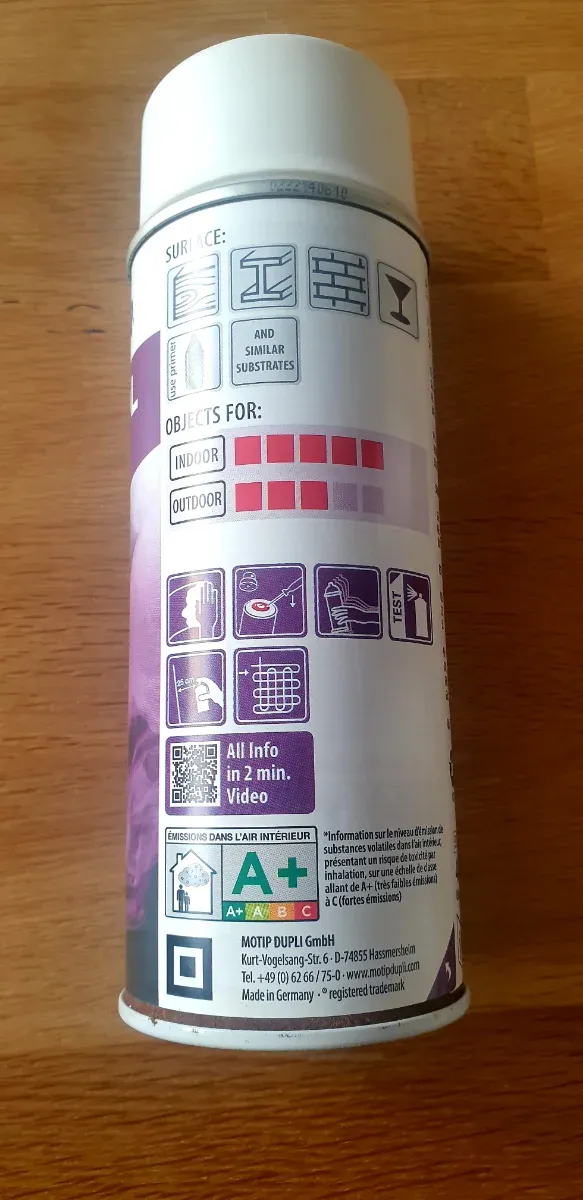 SURFACE:
use primer
AND
SIMILAR
SUBSTRATES
OBJECTS FOR:
INDOOR
OUTDOOR
TEST
25 cm
All Info
in 2 min.
Video
ÉMISSIONS DANS L'AIR INTÉRIEUR
A+
A+ A B C
*Information sur le niveau d'émission de
substances volatiles dans l'air intérieur,
présentant un risque de toxicité par
inhalation, sur une échelle de classe
allant de A+ (très faibles émissions)
à C (fortes émissions)
MOTIP DUPLI GmbH
Kurt-Vogelsang-Str. 6 · D-74855 Hassmersheim
Tel. +49 (0) 62 66 / 75-0 · www.motipdupli.com
Made in Germany · ® registered trademark